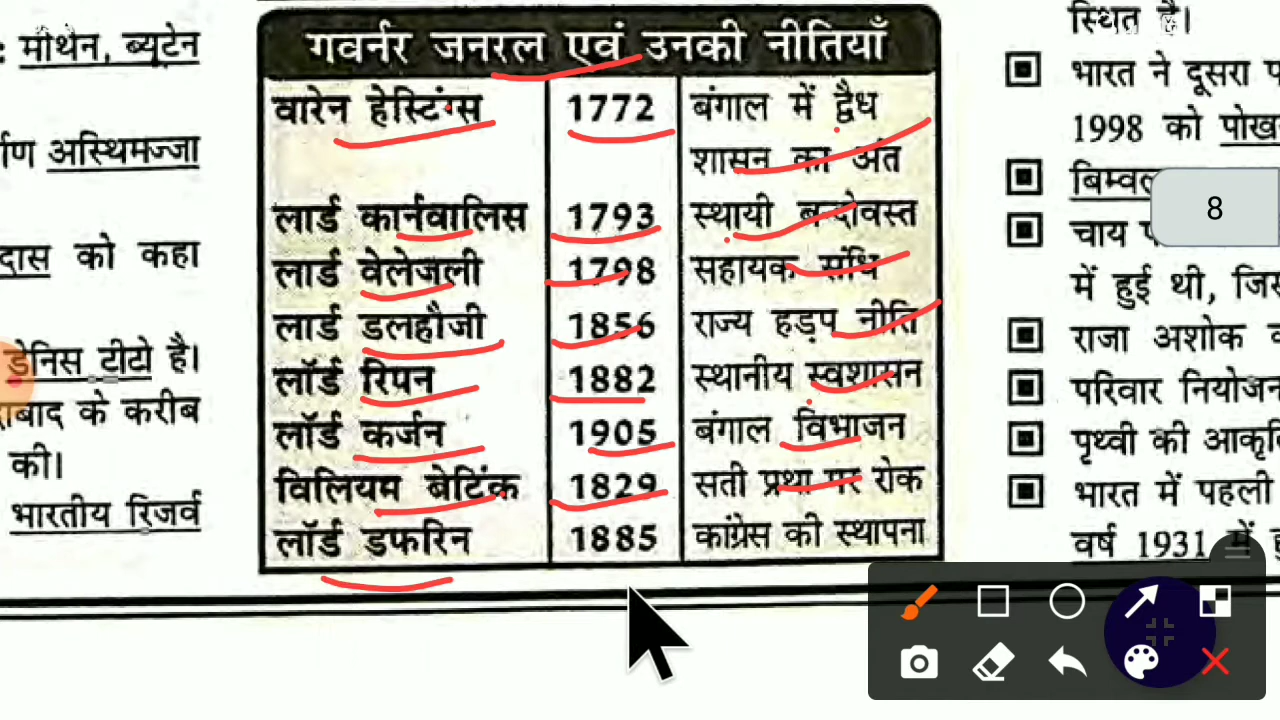 : मीथेन, ब्यूटेन
र्माण अस्थिमज्जा
दास को कहा
डेनिस टीटो है।
के करीब
की।
भारतीय रिजर्व
गवर्नर जनरल एवं उनकी नीतियाँ
वारेन हेस्टिंग्स 1772 बंगाल में द्वैध
शासन का अंत
लार्ड कार्नवालिस 1793 स्थायी बन्दोवस्त
लार्ड वेलेजली 1798 सहायक संधि
लार्ड डलहौजी 1856 राज्य हड़प नीति
लॉर्ड रिपन 1882 स्थानीय स्वशासन
लॉर्ड कर्जन 1905 बंगाल विभाजन
विलियम बेटिंक 1829 सती प्रथा पर रोक
लॉर्ड डफरिन 1885 कांग्रेस की स्थापना
स्थित है।
भारत ने दूसरा
1998 को
चाय
में हुई थी,
राजा अशोक
परिवार नियोजन
पृथ्वी की
भारत में पहली
वर्ष 1931 में
8